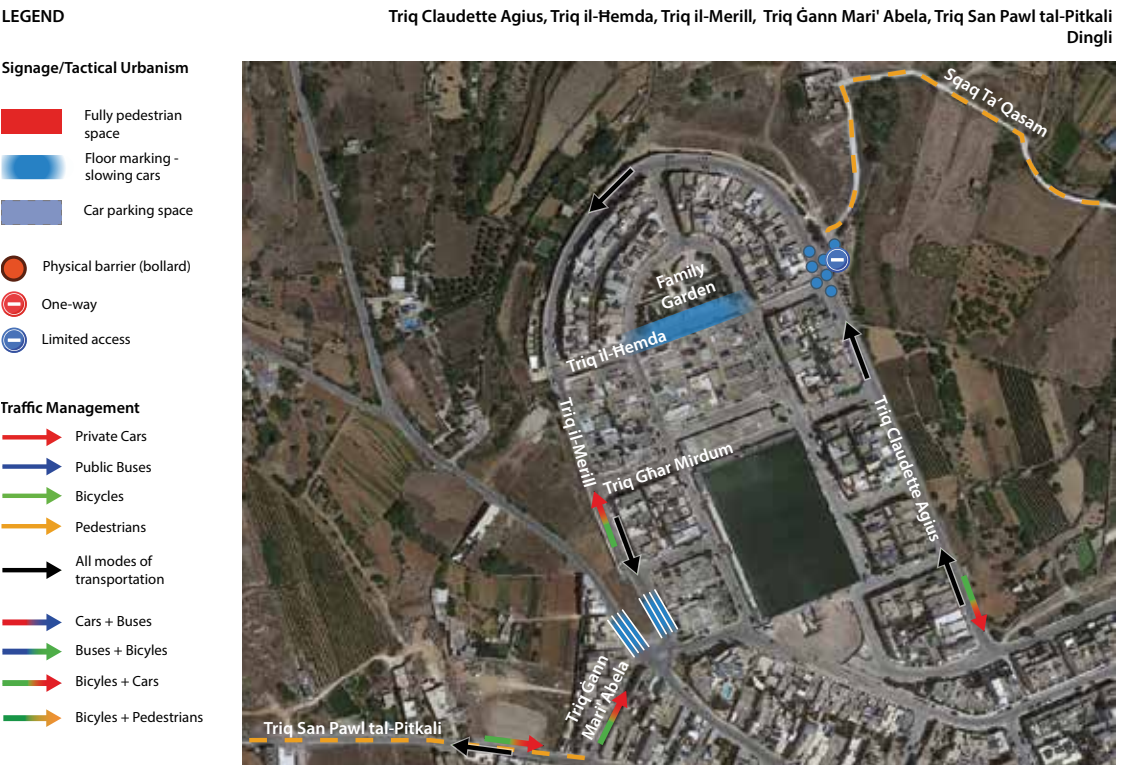 LEGEND
Triq Claudette Agius, Triq il-Ħemda, Triq il-Merill, Triq Ġann Mari' Abela, Triq San Pawl tal-Pitkali
Dingli
Signage/Tactical Urbanism
Fully pedestrian
space
Floor marking -
slowing cars
Car parking space
Physical barrier (bollard)
One-way
Limited access
Traffic Management
Private Cars
Public Buses
Bicycles
Pedestrians
All modes of
transportation
Cars + Buses
Buses + Bicyles
Bicyles + Cars
Bicyles + Pedestrians
Sqaq Ta’Qasam
Family
Garden
Triq il-Ħemda
Triq il-Merill
Triq Għar Mirdum
Triq Claudette Agius
Triq Ġann
Mari' Abela
Triq San Pawl tal-Pitkali